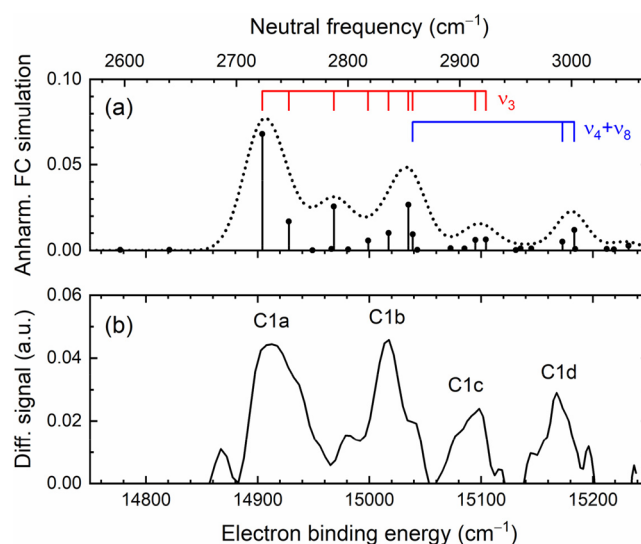 Neutral frequency (cm⁻¹)
2600 2700 2800 2900 3000
0.10
(a)
ν₃
ν₄+ν₈
0.05
0.00
Anharm. FC simulation
0.06
(b)
C1a
C1b
C1c
C1d
0.04
0.02
0.00
Diff. signal (a.u.)
14800 14900 15000 15100 15200
Electron binding energy (cm⁻¹)